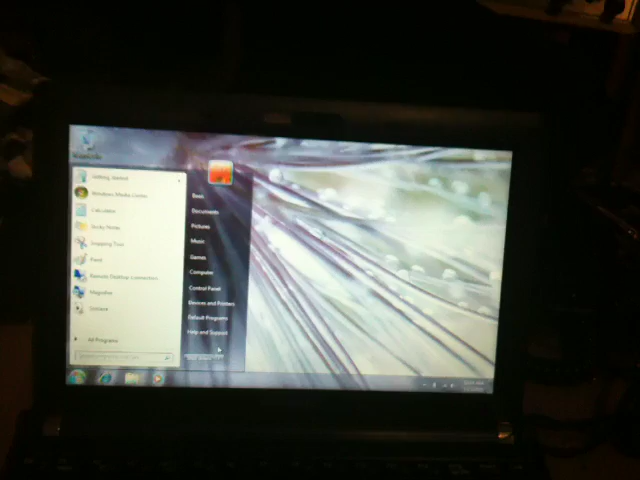 Getting Started
Windows Media Center
Calculator
Sticky Notes
Snipping Tool
Paint
Remote Desktop Connection
Magnifier
Solitaire
All Programs
Documents
Pictures
Music
Games
Computer
Control Panel
Devices and Printers
Default Programs
Help and Support